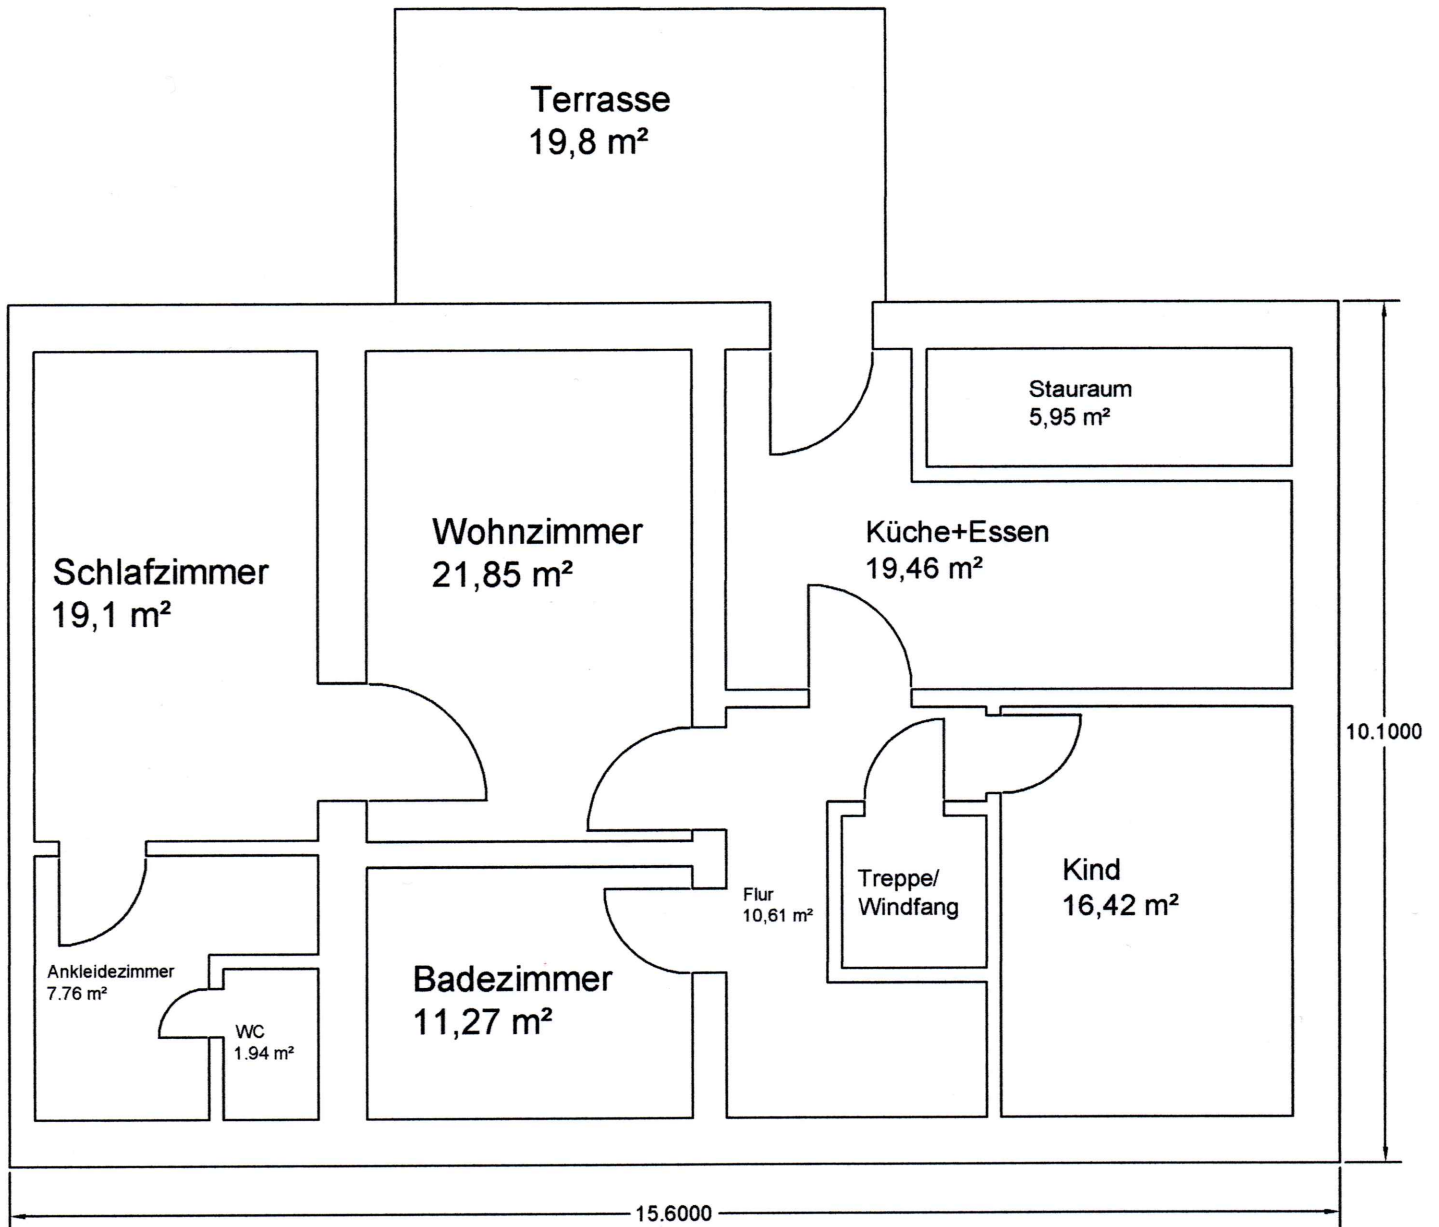 Terrasse
19,8 m²
Stauraum
5,95 m²
Wohnzimmer
21,85 m²
Küche+Essen
19,46 m²
Schlafzimmer
19,1 m²
10.1000
Kind
16,42 m²
Treppe/
Windfang
Flur
10,61 m²
Ankleidezimmer
7.76 m²
Badezimmer
11,27 m²
WC
1.94 m²
15.6000